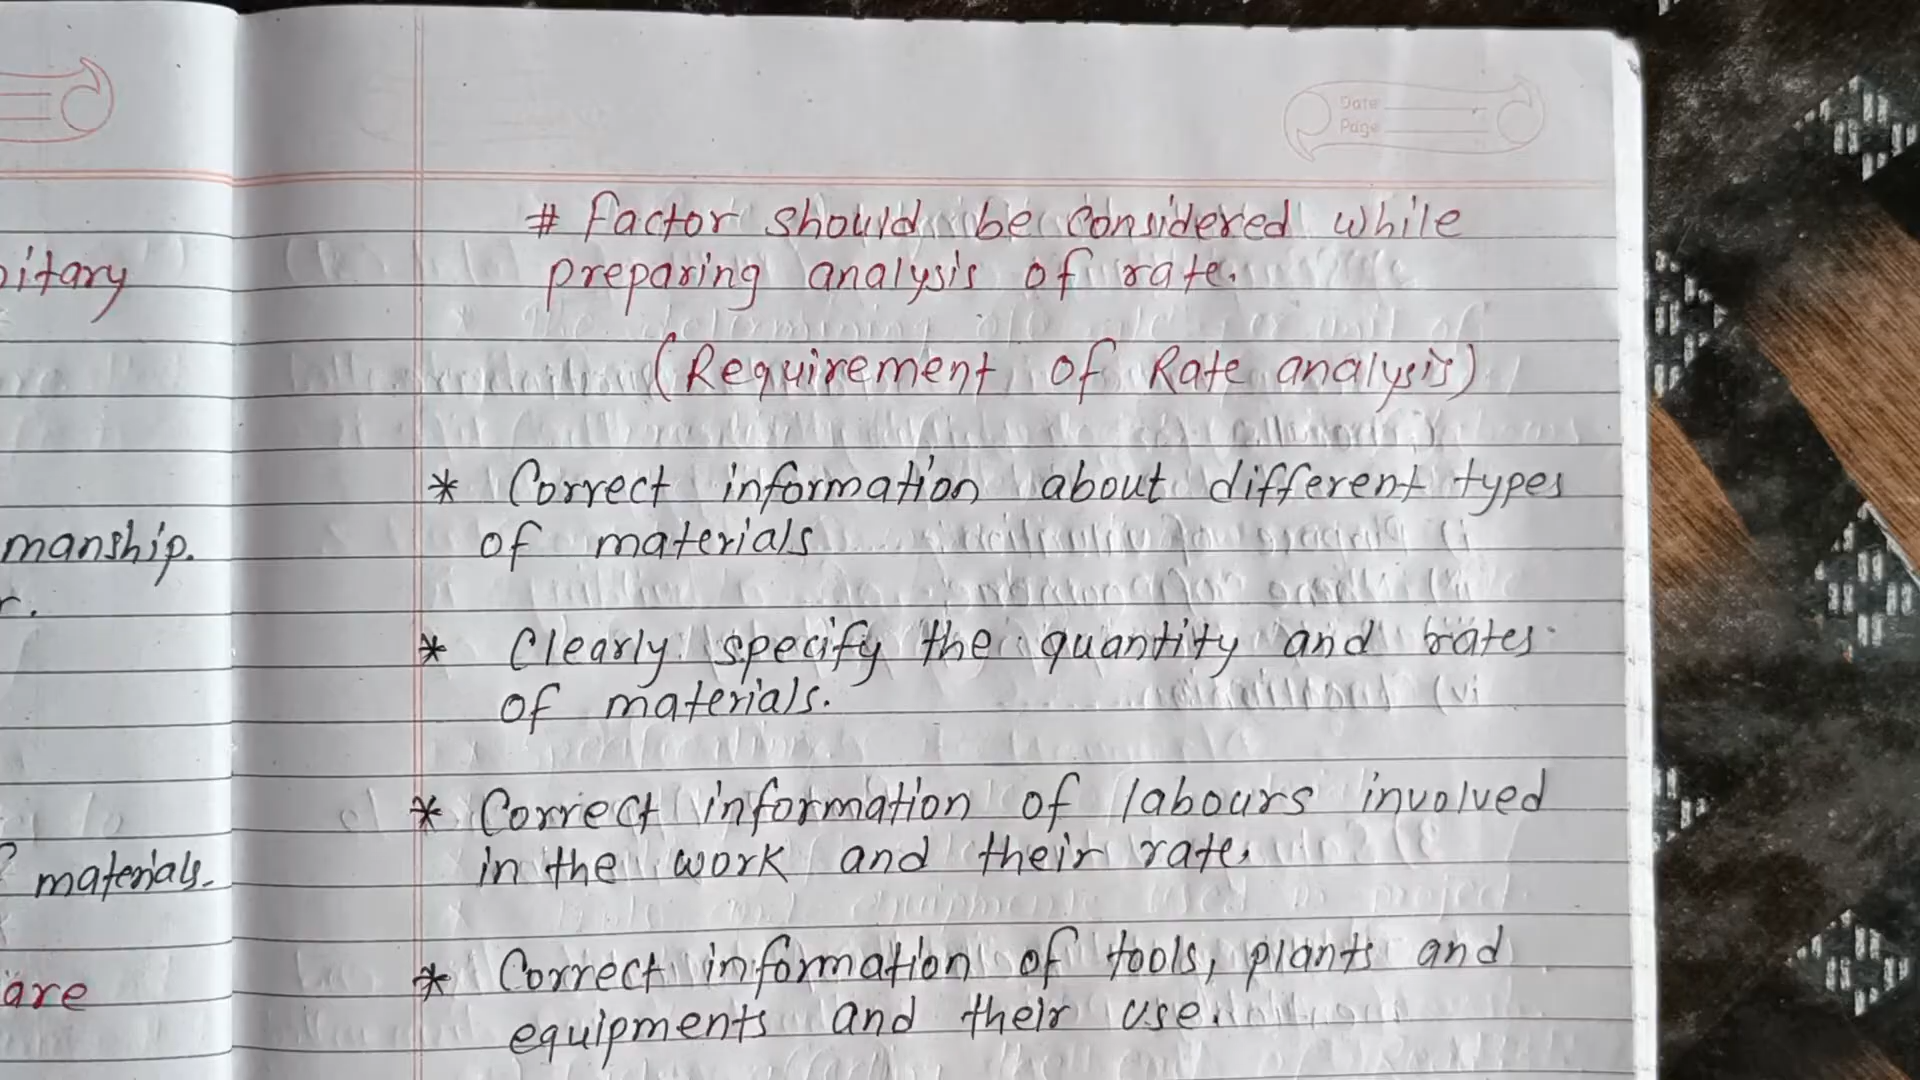 Date
Page
# Factor should be considered while
preparing analysis of rate.
(Requirement of Rate analysis)
* Correct information about different types
of materials
* Clearly specify the quantity and rates
of materials.
* Correct information of labours involved
in the work and their rate.
* Correct information of tools, plants and
equipments and their use.
manship.
materials.
are